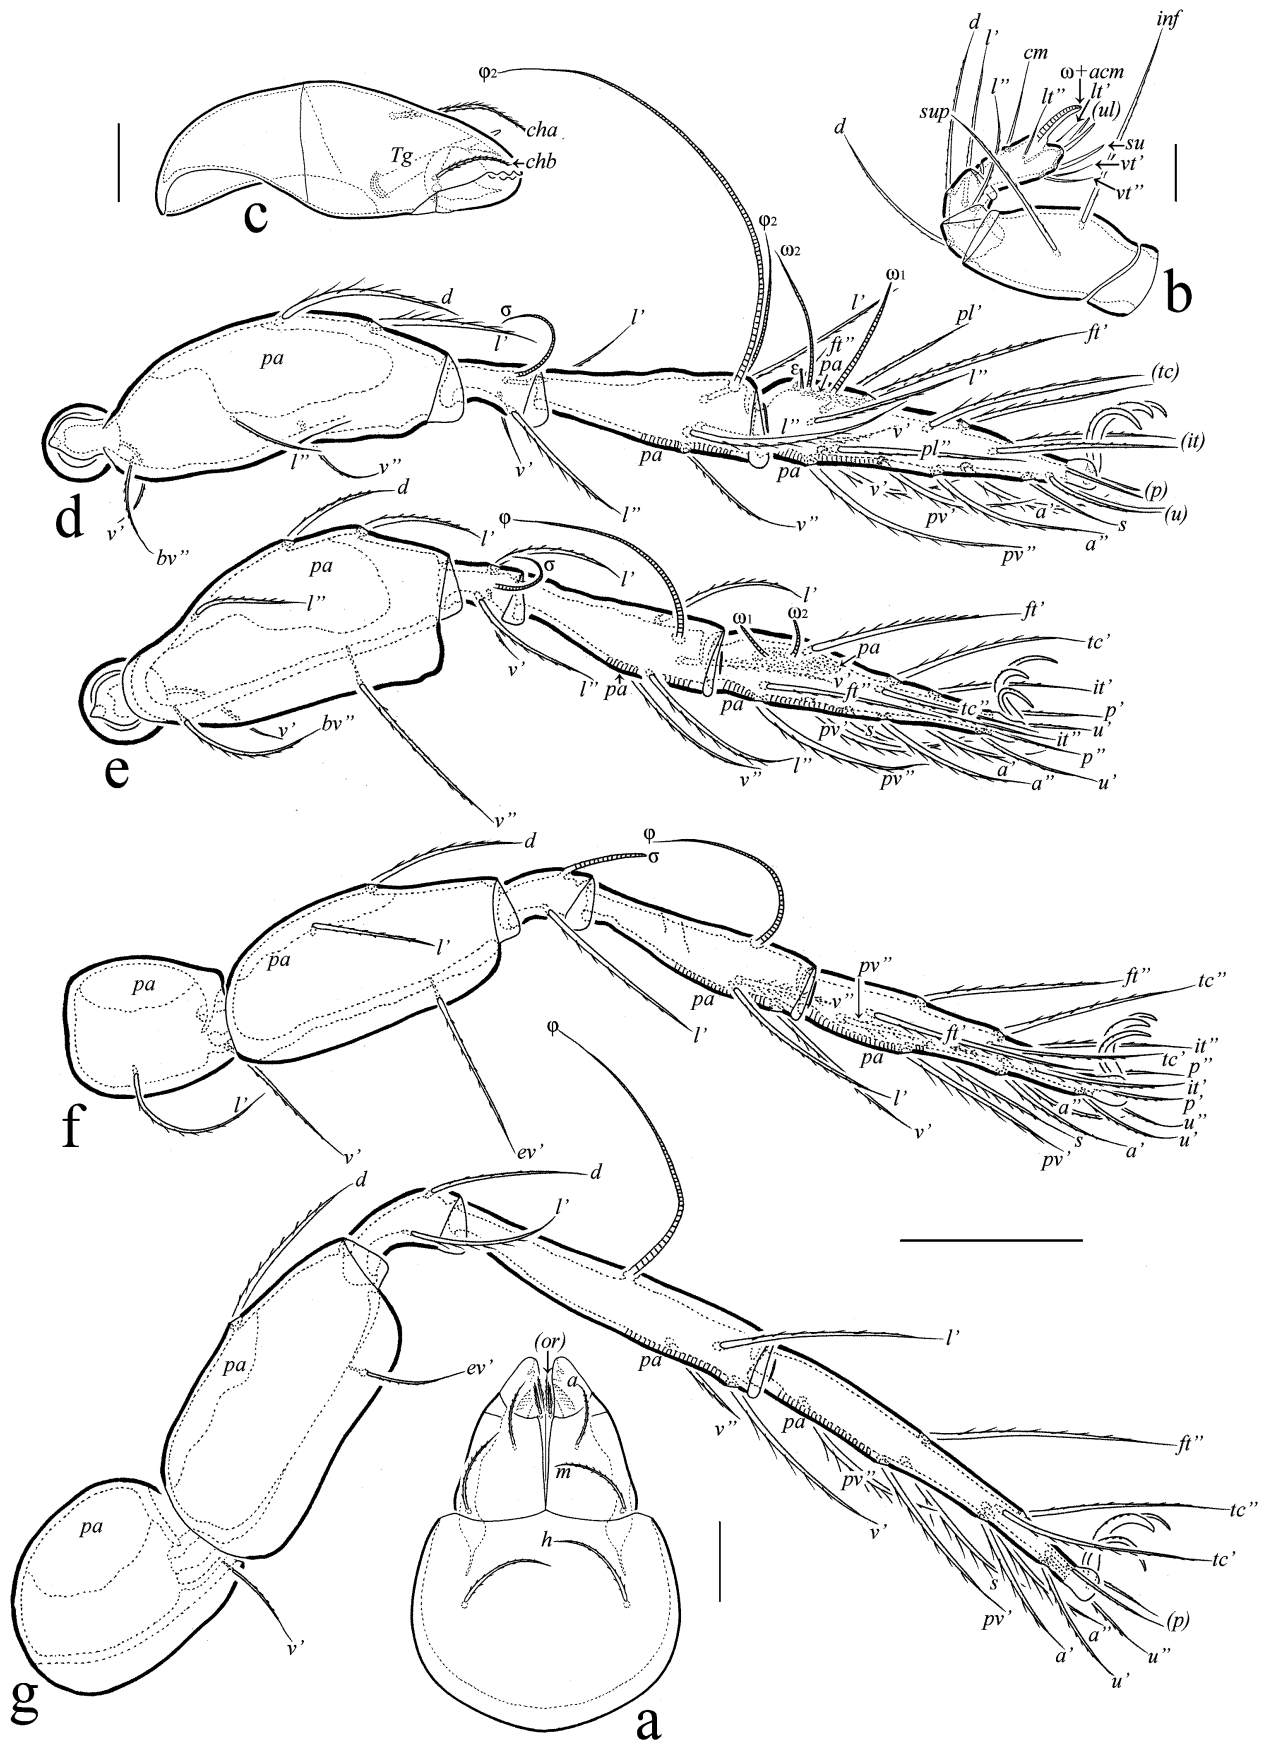 φ2
cha
Tg
chb
c
d l’ cm inf
l” ω+acm
lt” lt’
sup (ul)
d su
vt’
vt”
b
φ2
ω2
ω1
d σ l’ l’ pl’
l’ ft” ft’
pa ε pa
l” (tc)
l” v’
pa pl” (it)
l” v” v’ pa
v’ (p)
v’ l” v” pv’ a’ s (u)
d bv” pv” a”
d φ
l’ σ
pa l’ l’
l” ω1 ω2 ft’
pa tc’
v’
v’ l” pa pa ft” it’
tc” p’
v’ bv” pv’ s it” u’
p”
e v” l” pv” a’ a” u’
v”
d φ
σ
l’ pv”
pa pa v” ft” tc”
pa ft’
φ pa it”
tc’ p”
l’ it’
l’ l’ a” p’
f v’ u”
v’ ev’ s u’
pv’ a’
d d
l’
(or) l’
pa pa
ev’ a
v” pa
m ft”
pv”
pa h v’ tc”
tc’
s
pv’ (p)
v’ a’ a” u”
u’
g a